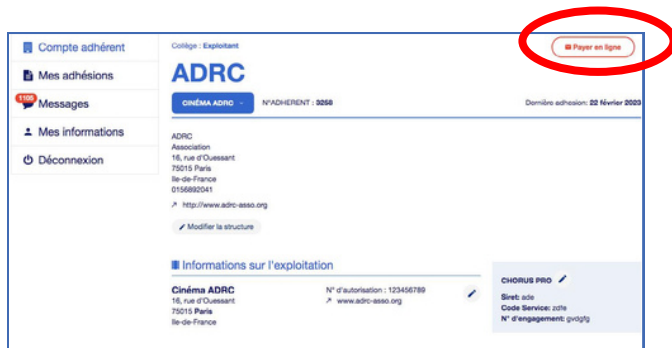 Compte adhérent
Mes adhésions
1105
Messages
Mes informations
Déconnexion
Collège : Exploitant
Payer en ligne
ADRC
CINÉMA ADRC
N°ADHERENT : 3258
Dernière adhesion: 22 février 2023
ADRC
Association
16, rue d'Ouessant
75015 Paris
Ile-de-France
0156892041
http://www.adrc-asso.org
Modifier la structure
Informations sur l'exploitation
Cinéma ADRC
16, rue d'Ouessant
75015 Paris
Ile-de-France
N° d'autorisation : 123456789
www.adrc-asso.org
CHORUS PRO
Siret: ade
Code Service: zdfe
N° d'engagement: gvdgfg